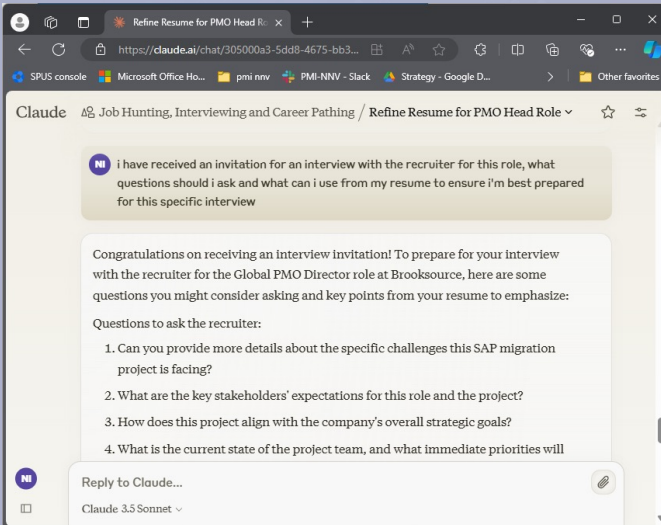 Refine Resume for PMO Head Ro
https://claude.ai/chat/305000a3-5dd8-4675-bb3...
SPUS console
Microsoft Office Ho...
pmi nnv
PMI-NNV - Slack
Strategy - Google D...
Other favorites
Claude
Job Hunting, Interviewing and Career Pathing / Refine Resume for PMO Head Role
NI
i have received an invitation for an interview with the recruiter for this role, what
questions should i ask and what can i use from my resume to ensure i'm best prepared
for this specific interview
Congratulations on receiving an interview invitation! To prepare for your interview
with the recruiter for the Global PMO Director role at Brooksource, here are some
questions you might consider asking and key points from your resume to emphasize:
Questions to ask the recruiter:
1. Can you provide more details about the specific challenges this SAP migration
project is facing?
2. What are the key stakeholders' expectations for this role and the project?
3. How does this project align with the company's overall strategic goals?
4. What is the current state of the project team, and what immediate priorities will
NI
Reply to Claude...
Claude 3.5 Sonnet